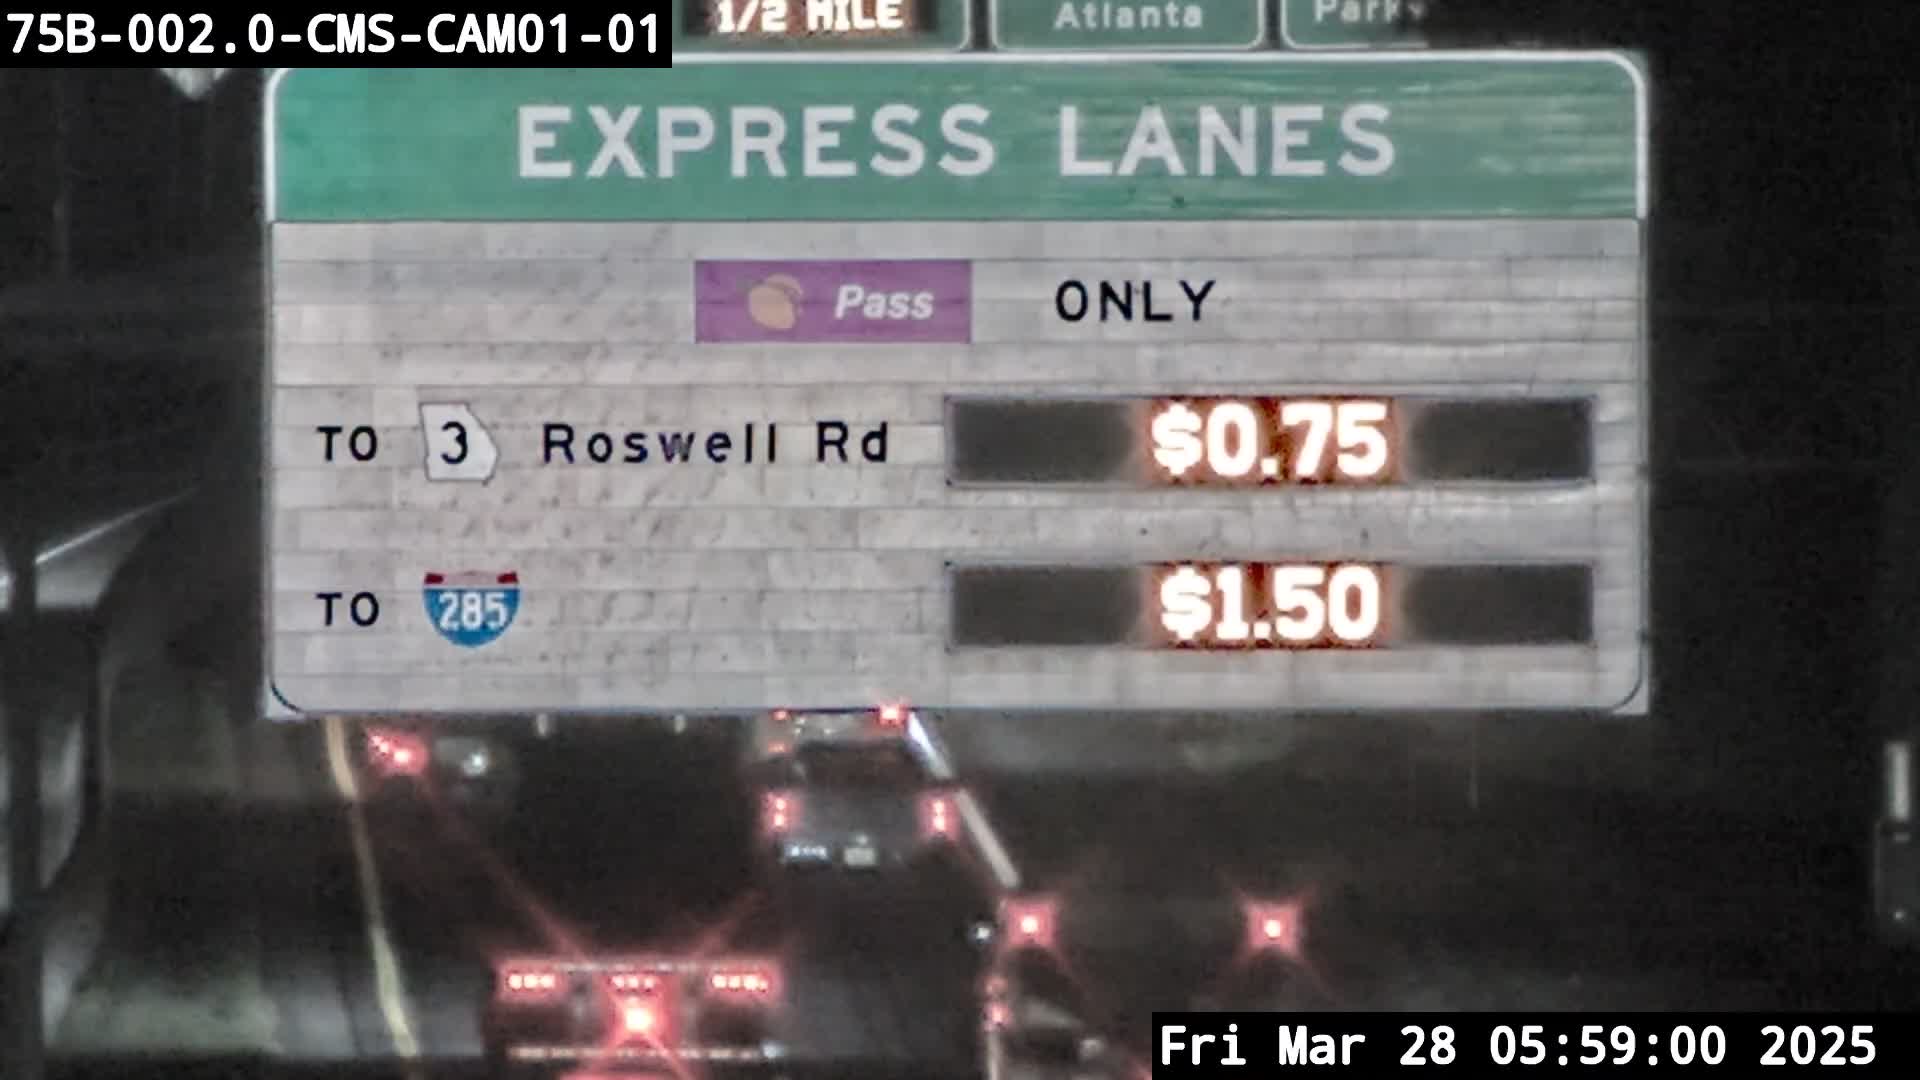 75B-002.0-CMS-CAM01-01
1/2 MILE
Atlanta
EXPRESS LANES
Pass ONLY
TO 3 Roswell Rd $0.75
TO 285 $1.50
Fri Mar 28 05:59:00 2025